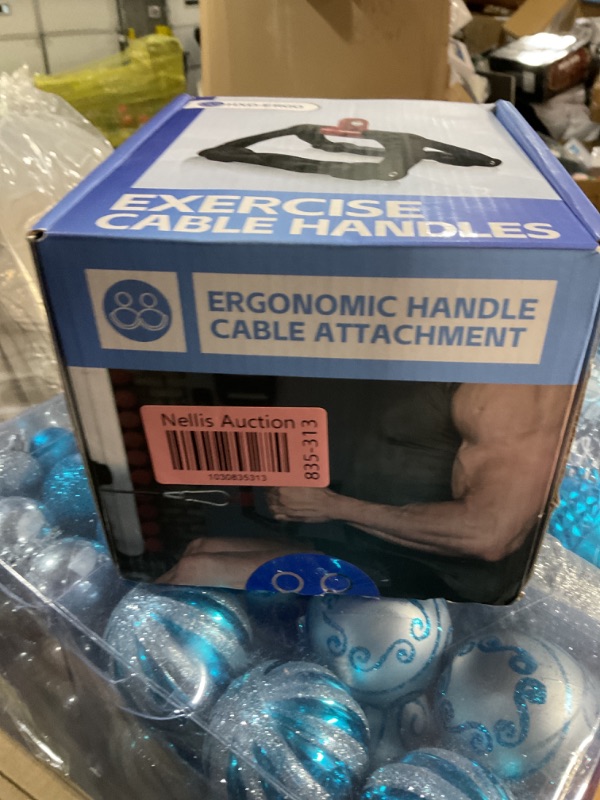 EXERCISE
CABLE HANDLES
ERGONOMIC HANDLE
CABLE ATTACHMENT
Nellis Auction
1030835313
835-313